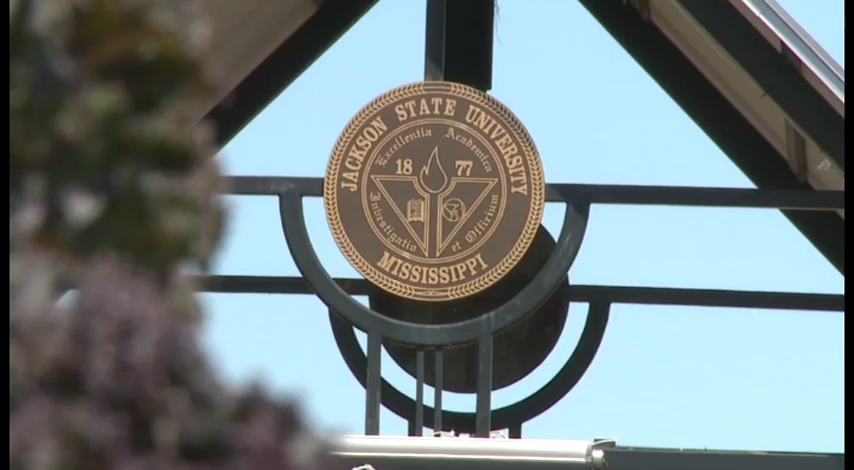 JACKSON STATE UNIVERSITY
Excellentia Academica
18 77
Investigatio et Officium
MISSISSIPPI